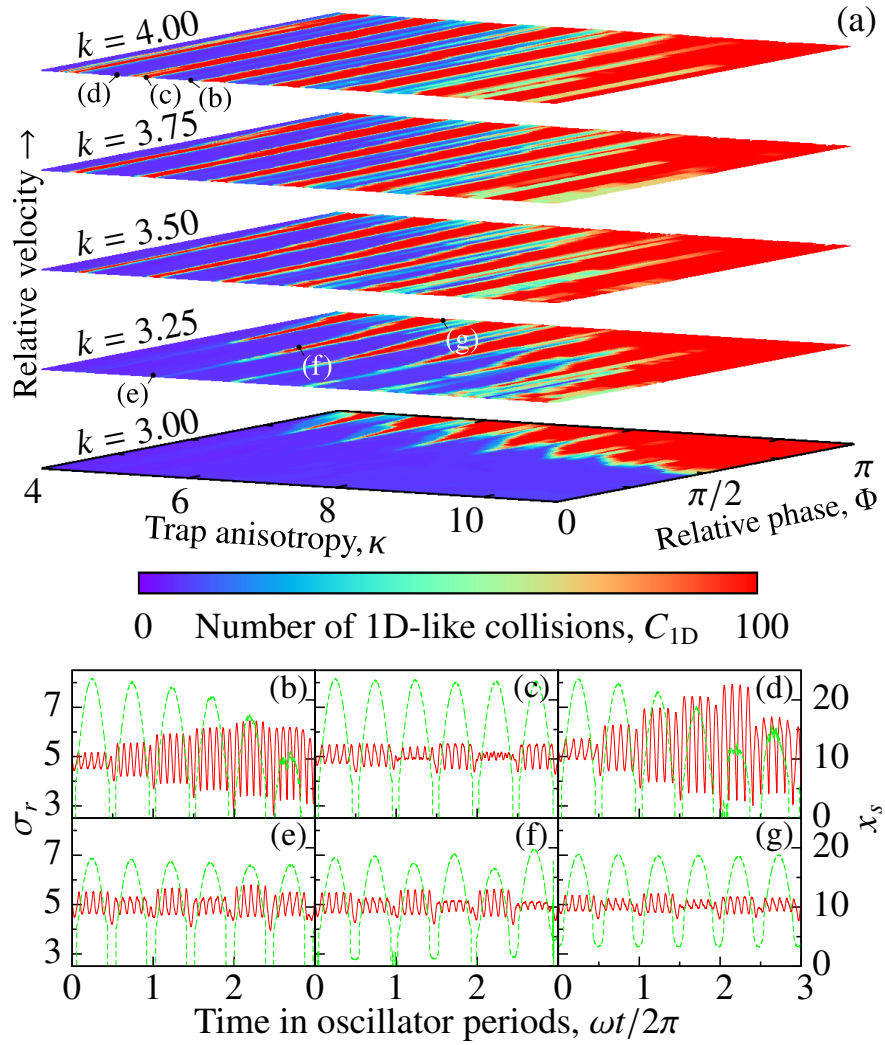 (a)
k = 4.00
(d) (c) (b)
k = 3.75
k = 3.50
k = 3.25
(g)
(f)
(e)
k = 3.00
Relative velocity →
4 6 8 10
Trap anisotropy, κ
0 π/2 π
Relative phase, Φ
0 Number of 1D-like collisions, C1D 100
(b) (c) (d)
7 5 3
σr
20 10 0
xs
(e) (f) (g)
7 5 3
20 10 0
0 1 2 0 1 2 0 1 2 3
Time in oscillator periods, ωt/2π